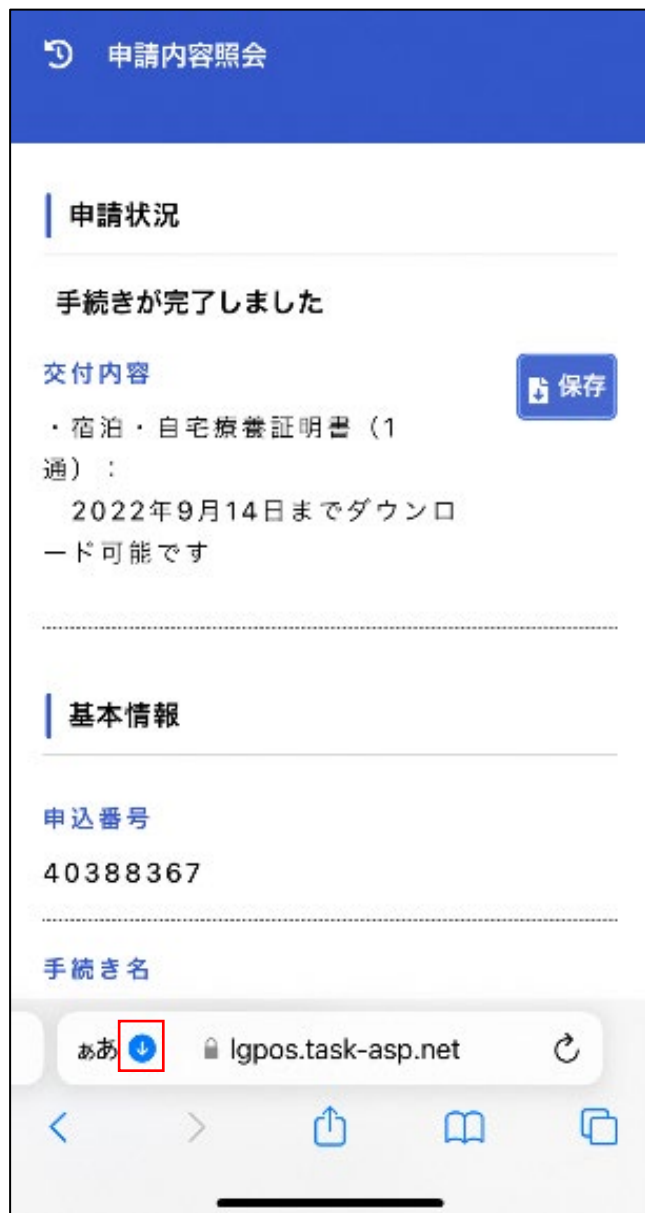 申請内容照会
申請状況
手続きが完了しました
交付内容
保存
・宿泊・自宅療養証明書（1
通）：
2022年9月14日までダウンロ
ード可能です
基本情報
申込番号
40388367
手続き名
ぁあ lgpos.task-asp.net